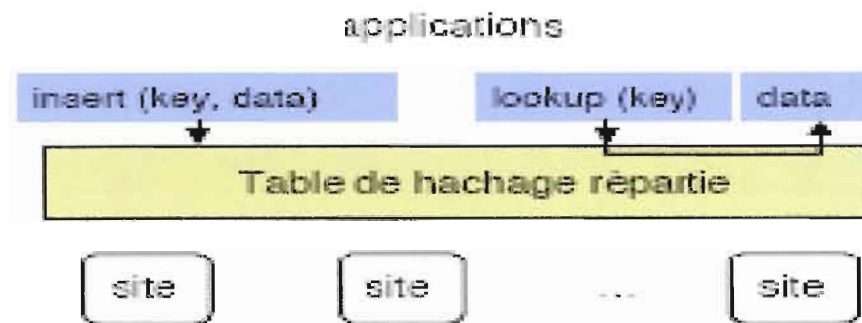 applications
insert (key, data) lookup (key) data
Table de hachage répartie
site site ... site